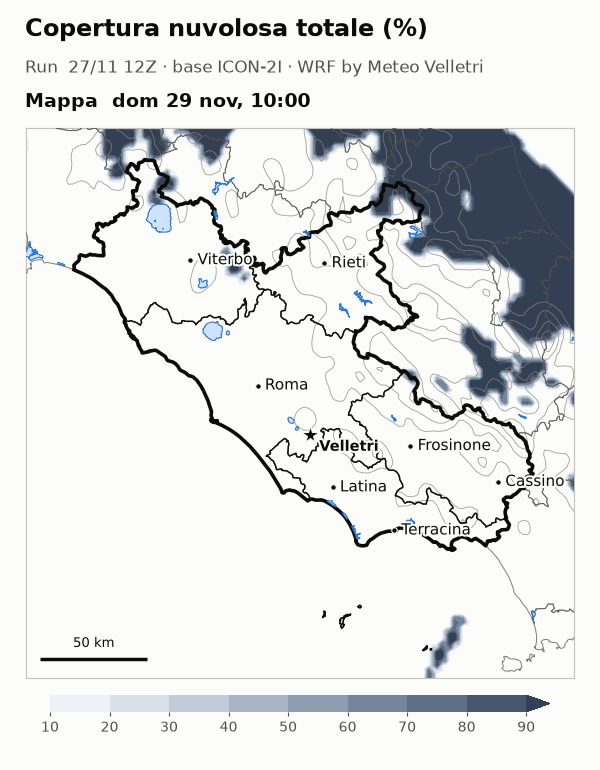 Copertura nuvolosa totale (%)
Run  27/11 12Z · base ICON-2I · WRF by Meteo Velletri
Mappa  dom 29 nov, 10:00
Viterbo
Rieti
Roma
Velletri
Frosinone
Cassino
Latina
Terracina
50 km
10 20 30 40 50 60 70 80 90